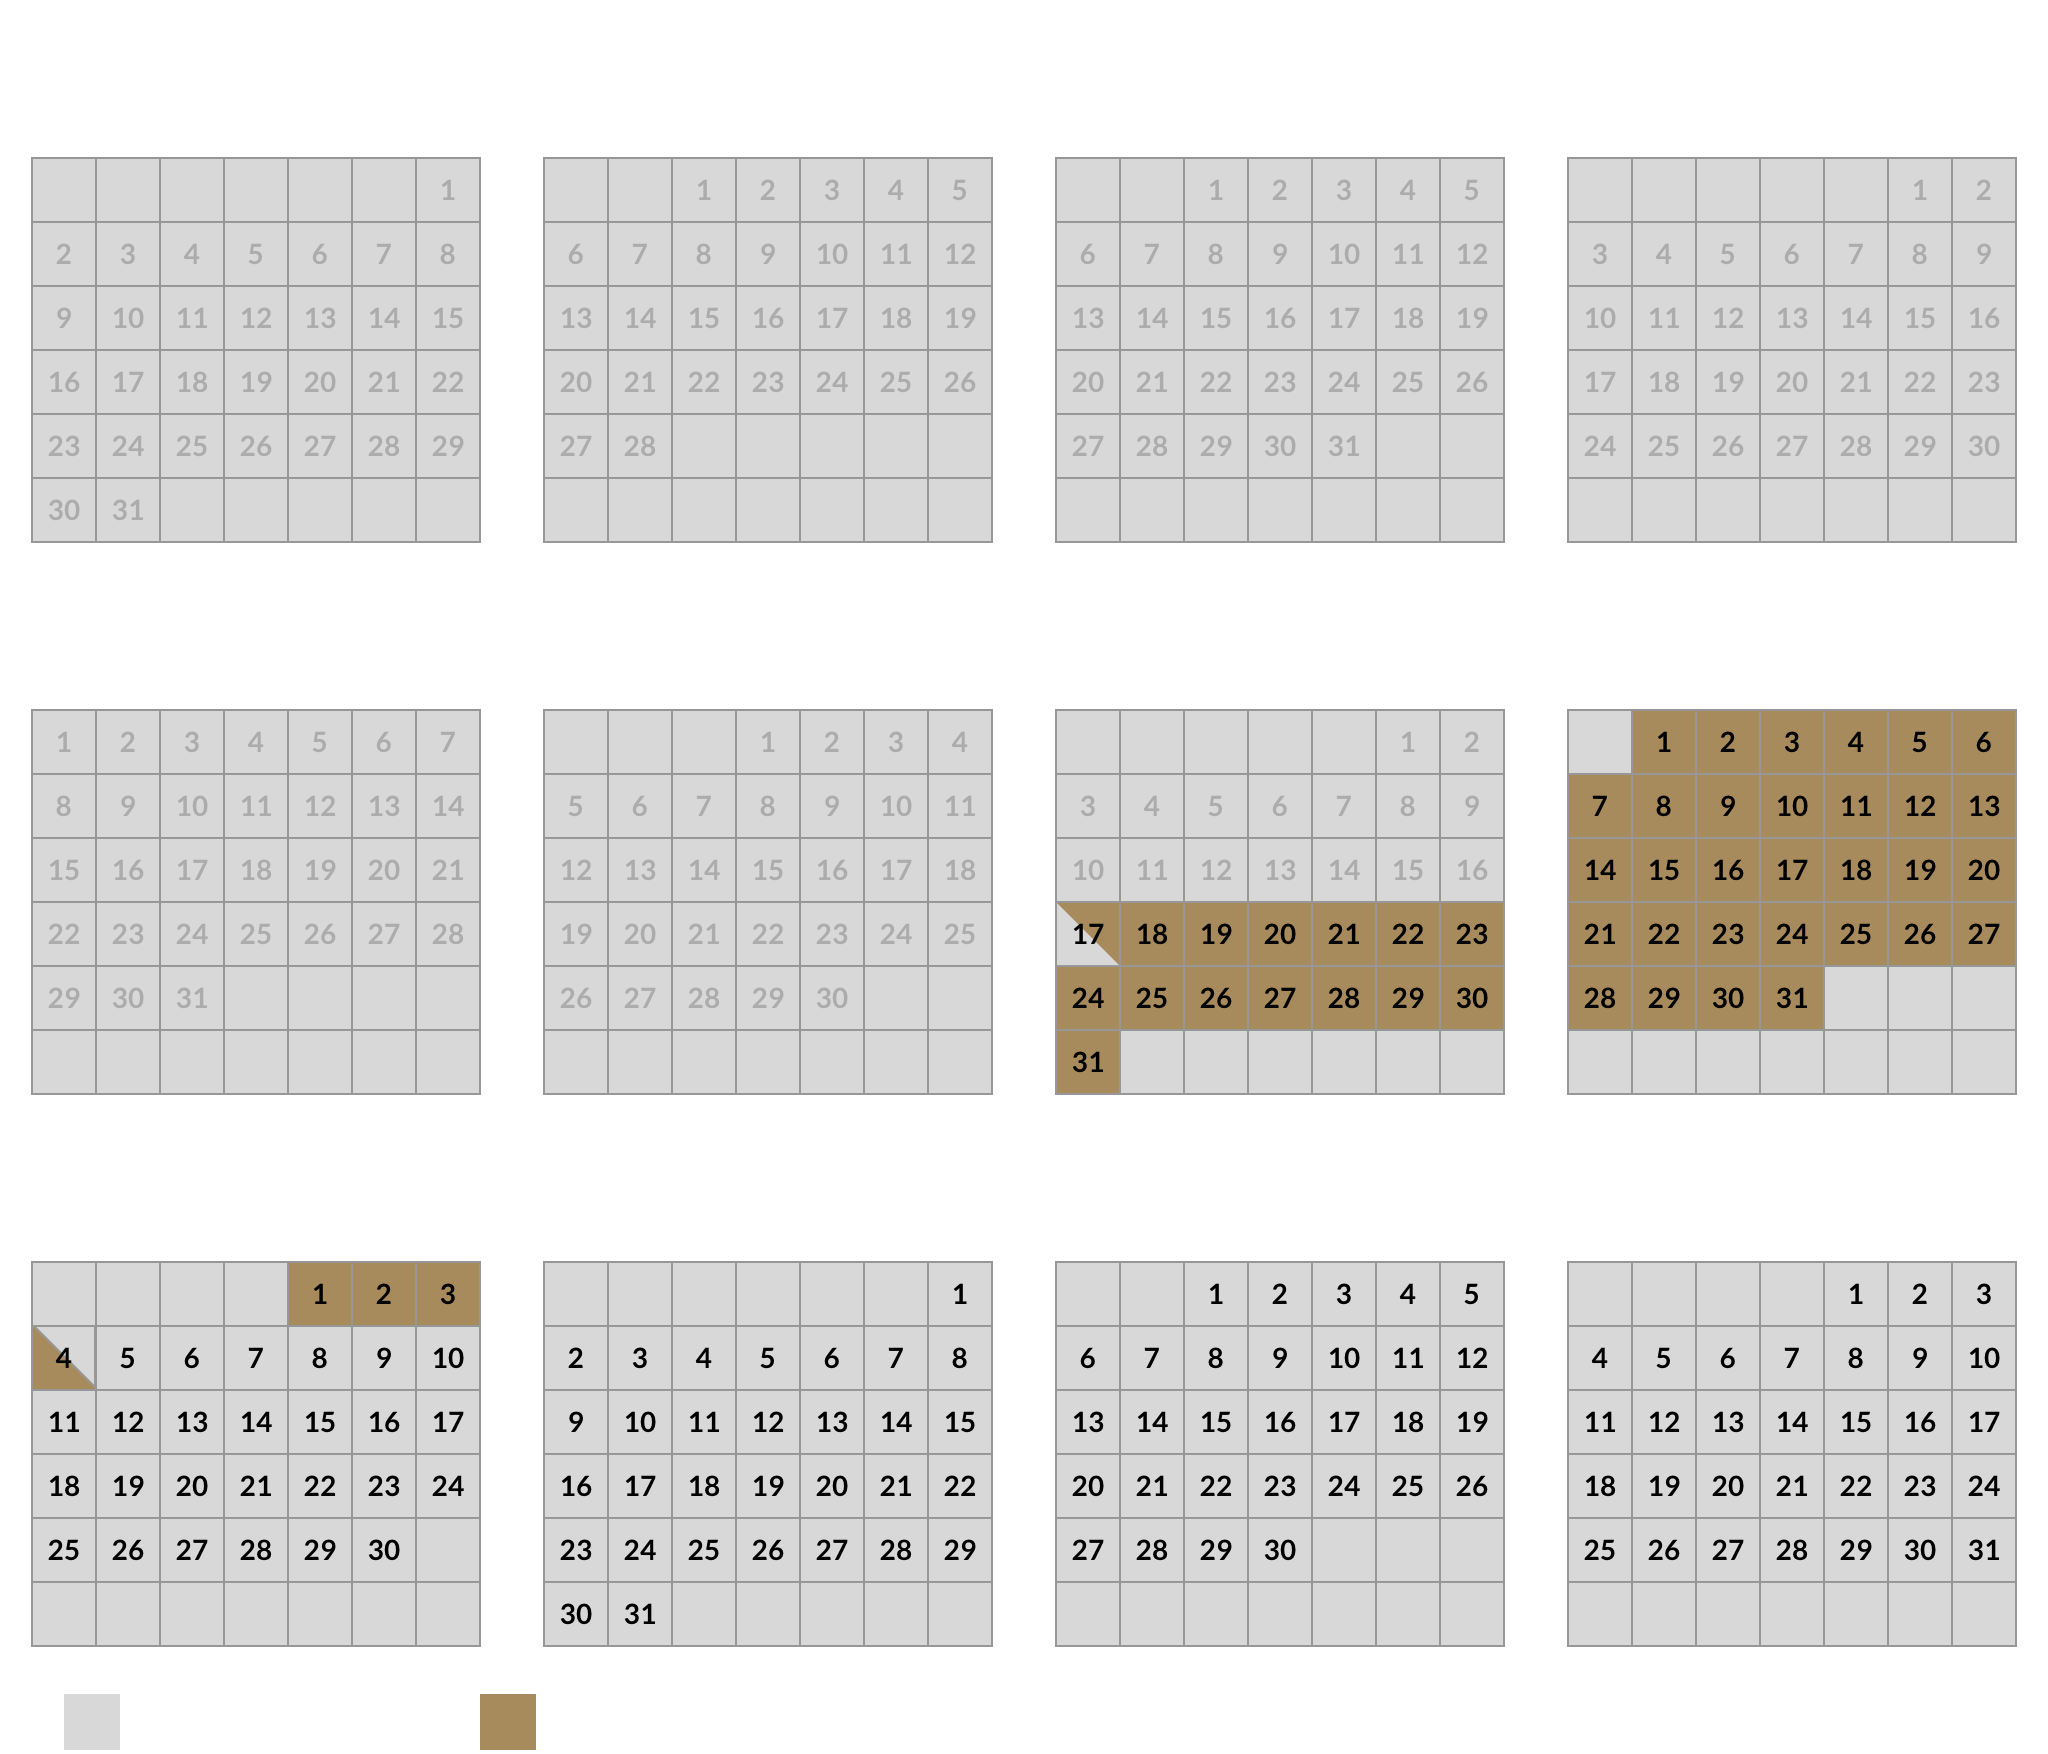 1
2 3 4 5 6 7 8
9 10 11 12 13 14 15
16 17 18 19 20 21 22
23 24 25 26 27 28 29
30 31
1 2 3 4 5
6 7 8 9 10 11 12
13 14 15 16 17 18 19
20 21 22 23 24 25 26
27 28
1 2 3 4 5
6 7 8 9 10 11 12
13 14 15 16 17 18 19
20 21 22 23 24 25 26
27 28 29 30 31
1 2
3 4 5 6 7 8 9
10 11 12 13 14 15 16
17 18 19 20 21 22 23
24 25 26 27 28 29 30
1 2 3 4 5 6 7
8 9 10 11 12 13 14
15 16 17 18 19 20 21
22 23 24 25 26 27 28
29 30 31
1 2 3 4
5 6 7 8 9 10 11
12 13 14 15 16 17 18
19 20 21 22 23 24 25
26 27 28 29 30
1 2
3 4 5 6 7 8 9
10 11 12 13 14 15 16
17 18 19 20 21 22 23
24 25 26 27 28 29 30
31
1 2 3 4 5 6
7 8 9 10 11 12 13
14 15 16 17 18 19 20
21 22 23 24 25 26 27
28 29 30 31
1 2 3
4 5 6 7 8 9 10
11 12 13 14 15 16 17
18 19 20 21 22 23 24
25 26 27 28 29 30
1
2 3 4 5 6 7 8
9 10 11 12 13 14 15
16 17 18 19 20 21 22
23 24 25 26 27 28 29
30 31
1 2 3 4 5
6 7 8 9 10 11 12
13 14 15 16 17 18 19
20 21 22 23 24 25 26
27 28 29 30
1 2 3
4 5 6 7 8 9 10
11 12 13 14 15 16 17
18 19 20 21 22 23 24
25 26 27 28 29 30 31